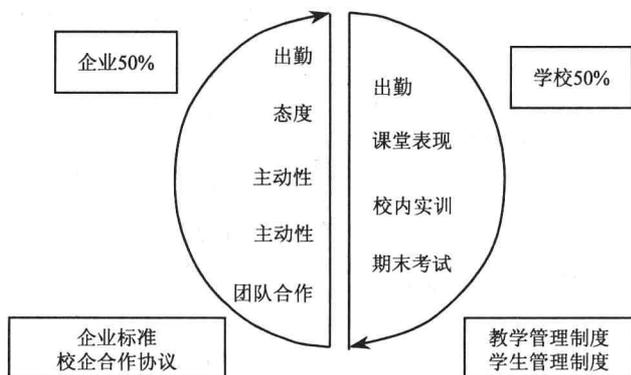 企业50%
出勤
态度
主动性
主动性
团队合作
企业标准
校企合作协议
学校50%
出勤
课堂表现
校内实训
期末考试
教学管理制度
学生管理制度